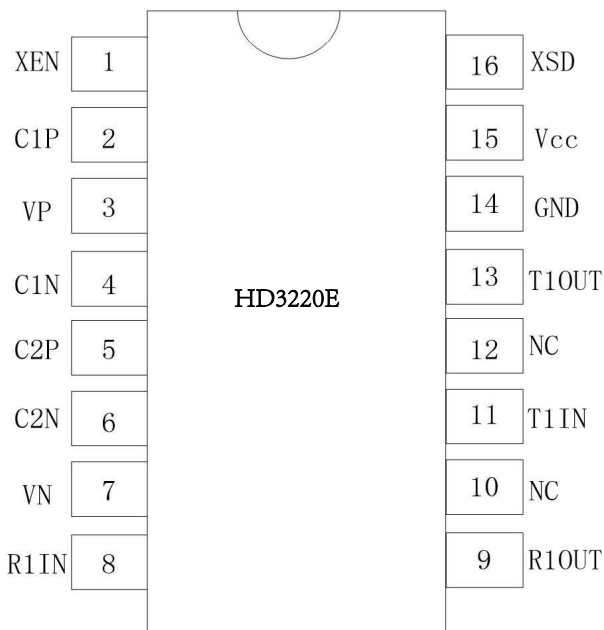 XEN 1 16 XSD
C1P 2 15 Vcc
VP 3 14 GND
C1N 4 13 T1OUT
HD3220E
C2P 5 12 NC
C2N 6 11 T1IN
VN 7 10 NC
R1IN 8 9 R1OUT